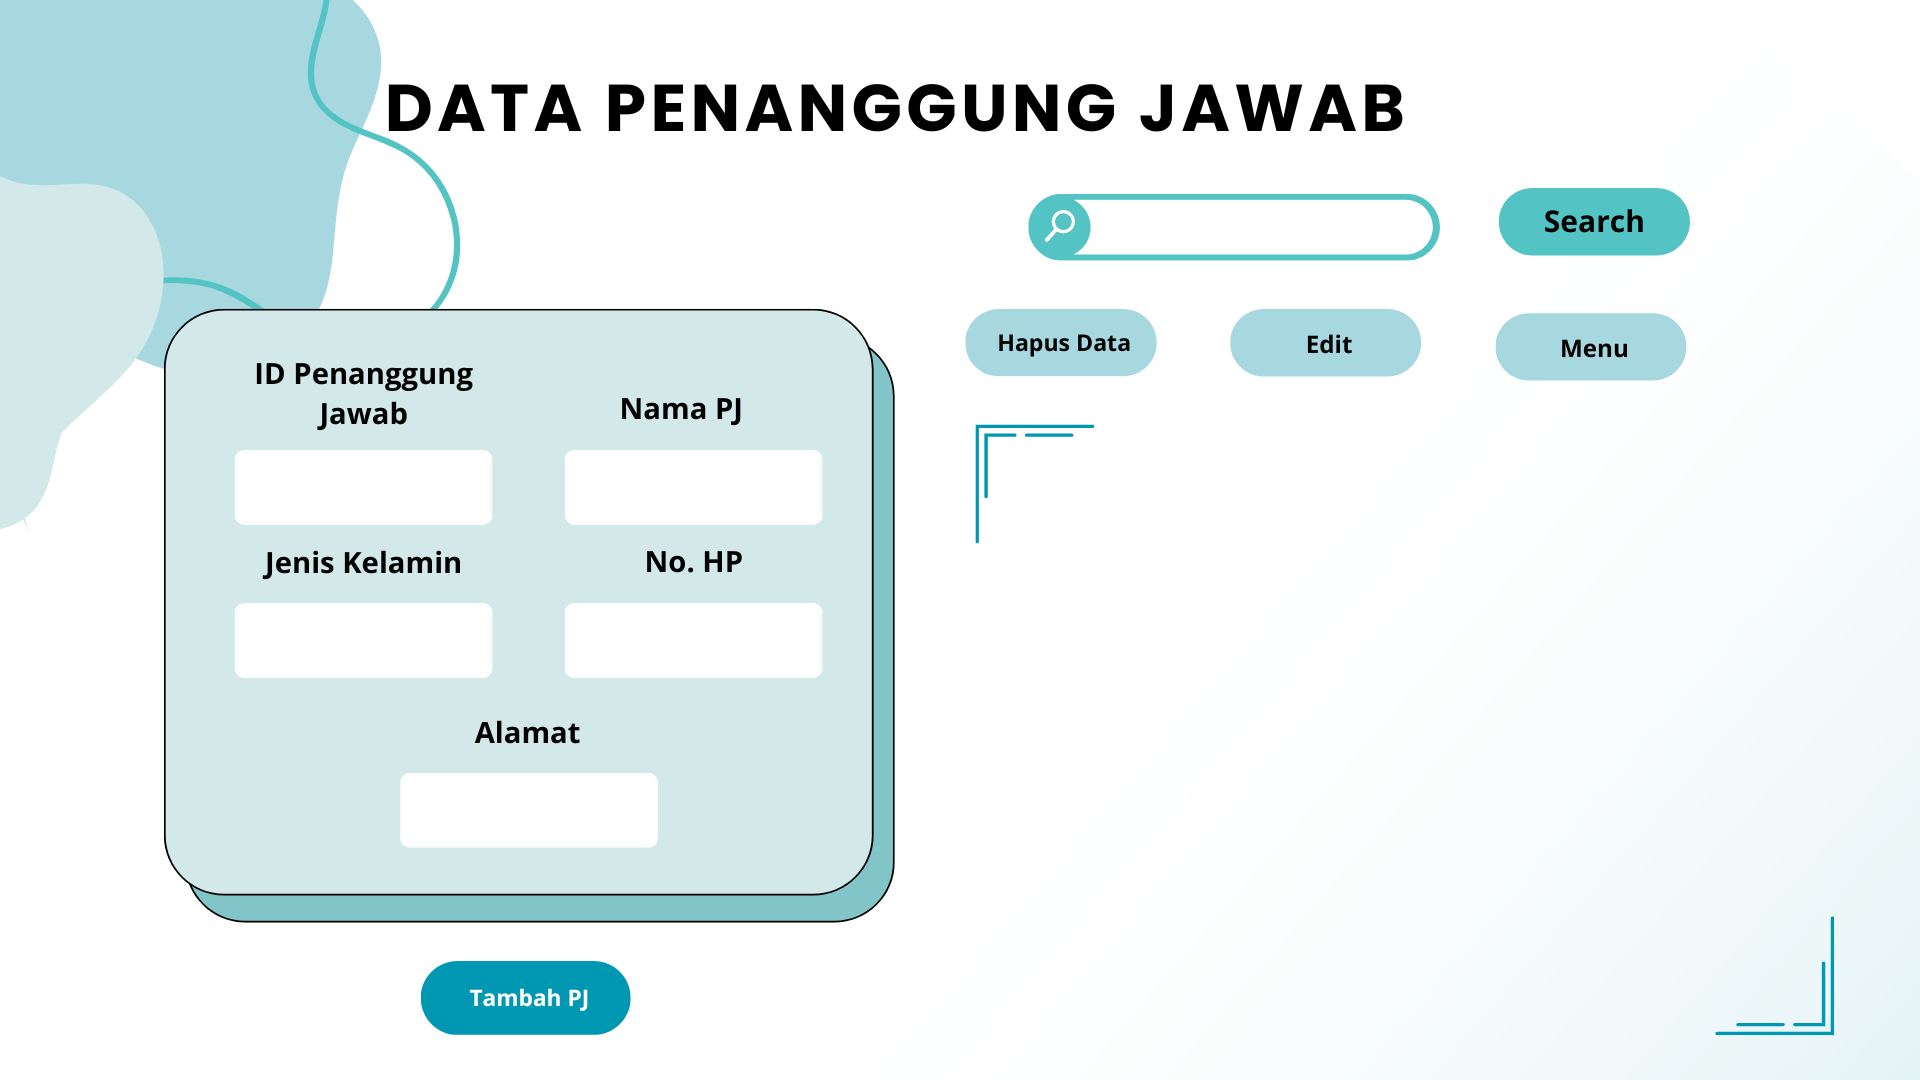 DATA PENANGGUNG JAWAB
Search
Hapus Data
Edit
Menu
ID Penanggung
Jawab
Nama PJ
Jenis Kelamin
No. HP
Alamat
Tambah PJ